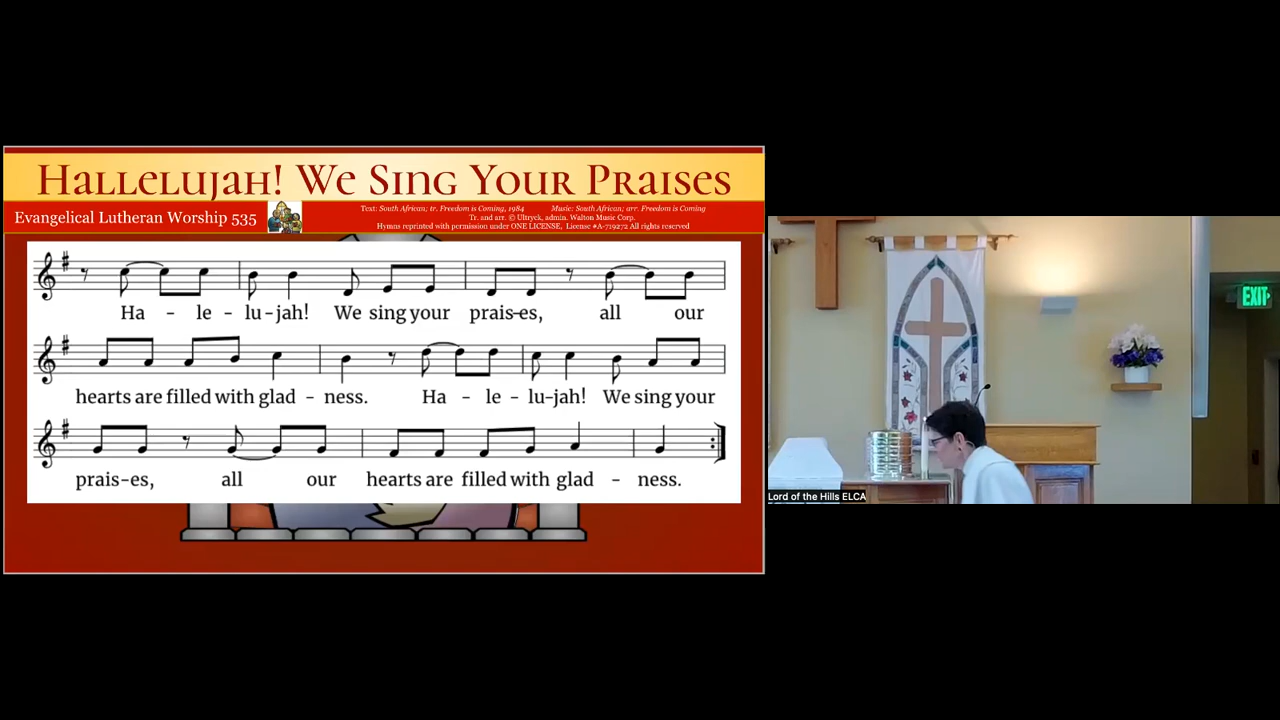 Hallelujah! We Sing Your Praises
Evangelical Lutheran Worship 535
Text: South African; tr. Freedom is Coming, 1984 Music: South African; arr. Freedom is Coming
Tr. and arr. © Utryck, admin. Walton Music Corp.
Hymns reprinted with permission under ONE LICENSE, License #A-719272 All rights reserved
Ha - le - lu - jah! We sing your prais-es, all our
hearts are filled with glad - ness. Ha - le - lu-jah! We sing your
prais-es, all our hearts are filled with glad - ness.
EXIT
Lord of the Hills ELCA